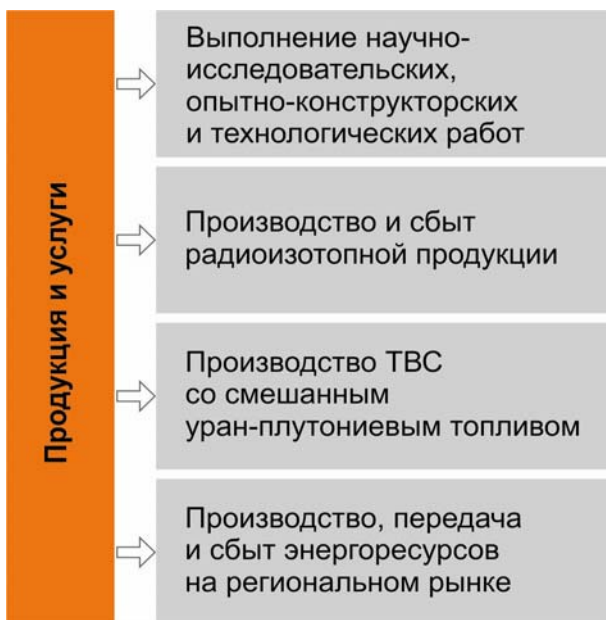 Продукция и услуги
Выполнение научно-
исследовательских,
опытно-конструкторских
и технологических работ
Производство и сбыт
радиоизотопной продукции
Производство ТВС
со смешанным
уран-плутониевым топливом
Производство, передача
и сбыт энергоресурсов
на региональном рынке